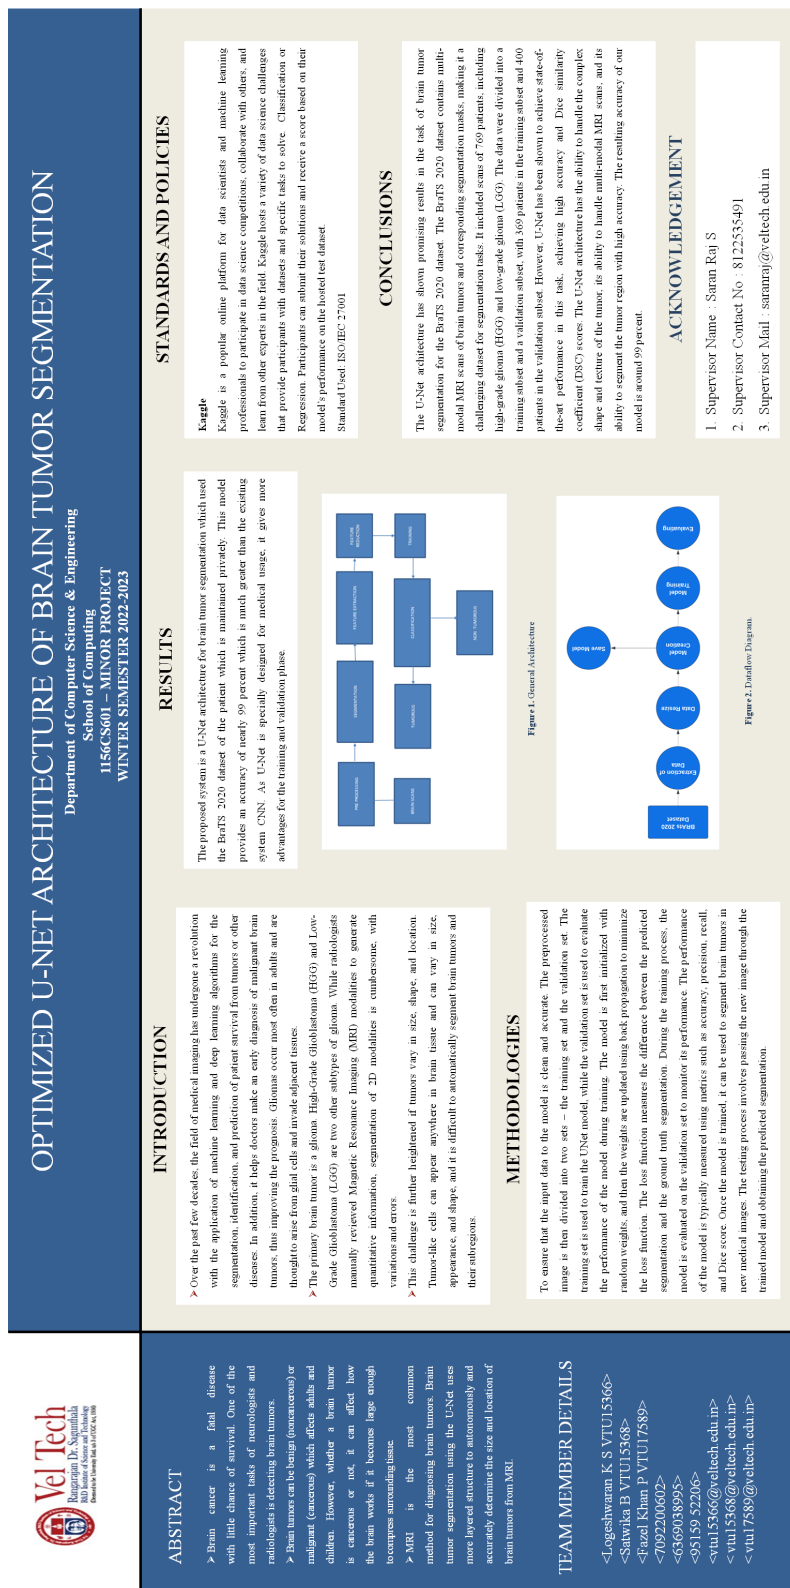 Vel Tech
Rangarajan Dr. Sagunthala
R&D Institute of Science and Technology
OPTIMIZED U-NET ARCHITECTURE OF BRAIN TUMOR SEGMENTATION
Department of Computer Science & Engineering
School of Computing
1156CS601 – MINOR PROJECT
WINTER SEMESTER 2022-2023
ABSTRACT
➢ Brain cancer is a fatal disease
with little chance of survival. One of the
most important tasks of neurologists and
radiologists is detecting brain tumors.
➢ Brain tumors can be benign (noncancerous) or
malignant (cancerous) which affects adults and
children. However, whether a brain tumor
is cancerous or not, it can affect how
the brain works if it becomes large enough
to compress surrounding tissue.
➢ MRI is the most common
method for diagnosing brain tumors. Brain
tumor segmentation using the U-Net uses
more layered structure to autonomously and
accurately determine the size and location of
brain tumors from MRI.
TEAM MEMBER DETAILS
<Logeshwaran K S VTU15366>
<Satwika B VTU15368>
<Fazel Khan P VTU17589>
<7092200602>
<6369038995>
<95159 52206>
<vtu15366@veltech.edu.in>
< vtu15368@veltech.edu.in>
< vtu17589@veltech.edu.in>
INTRODUCTION
➢ Over the past few decades, the field of medical imaging has undergone a revolution
with the application of machine learning and deep learning algorithms for the
segmentation, identification, and prediction of patient survival from tumors or other
diseases. In addition, it helps doctors make an early diagnosis of malignant brain
tumors, thus improving the prognosis. Gliomas occur most often in adults and are
thought to arise from glial cells and invade adjacent tissues.
➢ The primary brain tumor is a glioma. High-Grade Glioblastoma (HGG) and Low-
Grade Glioblastoma (LGG) are two other subtypes of glioma. While radiologists
manually reviewed Magnetic Resonance Imaging (MRI) modalities to generate
quantitative information, segmentation of 2D modalities is cumbersome, with
variations and errors.
➢ This challenge is further heightened if tumors vary in size, shape, and location.
Tumor-like cells can appear anywhere in brain tissue and can vary in size,
appearance, and shape, and it is difficult to automatically segment brain tumors and
their subregions.
METHODOLOGIES
To ensure that the input data to the model is clean and accurate. The preprocessed
image is then divided into two sets – the training set and the validation set. The
training set is used to train the UNet model, while the validation set is used to evaluate
the performance of the model during training. The model is first initialized with
random weights, and then the weights are updated using back propagation to minimize
the loss function. The loss function measures the difference between the predicted
segmentation and the ground truth segmentation. During the training process, the
model is evaluated on the validation set to monitor its performance. The performance
of the model is typically measured using metrics such as accuracy, precision, recall,
and Dice score. Once the model is trained, it can be used to segment brain tumors in
new medical images. The testing process involves passing the new image through the
trained model and obtaining the predicted segmentation.
RESULTS
The proposed system is a U-Net architecture for brain tumor segmentation which used
the BraTS 2020 dataset of the patient which is maintained privately. This model
provides an accuracy of nearly 99 percent which is much greater than the existing
system CNN. As U-Net is specially designed for medical usage, it gives more
advantages for the training and validation phase.
PRE PROCESSING
SEGMENTATION
FEATURE EXTRACTION
FEATURE REDUCTION
BRAIN SCANS
TUMOROUS
CLASSIFICATION
TRAINING
NON TUMOROUS
Figure 1. General Architecture
Save Model
BRAts 2020
Dataset
Extraction of
Data
Data Resize
Model
Creation
Model
Training
Evaluating
Figure 2. Dataflow Diagram.
STANDARDS AND POLICIES
Kaggle
Kaggle is a popular online platform for data scientists and machine learning
professionals to participate in data science competitions, collaborate with others, and
learn from other experts in the field. Kaggle hosts a variety of data science challenges
that provide participants with datasets and specific tasks to solve. Classification or
Regression. Participants can submit their solutions and receive a score based on their
model's performance on the hosted test dataset.
Standard Used: ISO/IEC 27001
CONCLUSIONS
The U-Net architecture has shown promising results in the task of brain tumor
segmentation for the BraTS 2020 dataset. The BraTS 2020 dataset contains multi-
modal MRI scans of brain tumors and corresponding segmentation masks, making it a
challenging dataset for segmentation tasks. It included scans of 769 patients, including
high-grade glioma (HGG) and low-grade glioma (LGG). The data were divided into a
training subset and a validation subset, with 369 patients in the training subset and 400
patients in the validation subset. However, U-Net has been shown to achieve state-of-
the-art performance in this task, achieving high accuracy and Dice similarity
coefficient (DSC) scores. The U-Net architecture has the ability to handle the complex
shape and texture of the tumor, its ability to handle multi-modal MRI scans, and its
ability to segment the tumor region with high accuracy. The resulting accuracy of our
model is around 99 percent.
ACKNOWLEDGEMENT
1. Supervisor Name : Saran Raj S
2. Supervisor Contact No : 8122535491
3. Supervisor Mail : saranraj@veltech.edu.in